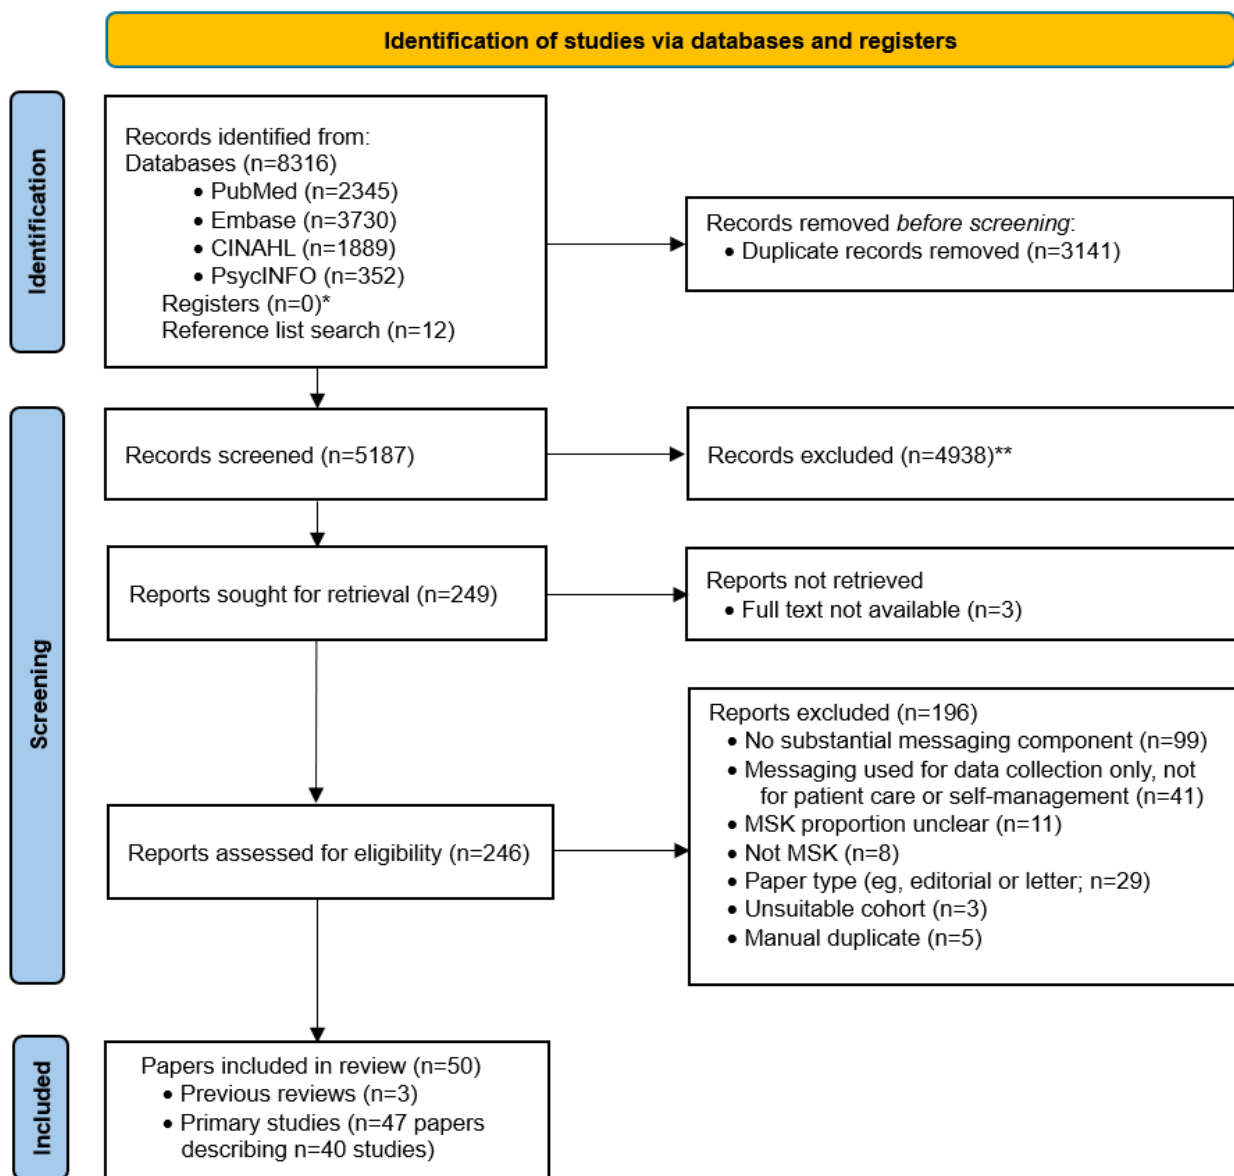 Identification of studies via databases and registers
Identification
Records identified from:
Databases (n=8316)
• PubMed (n=2345)
• Embase (n=3730)
• CINAHL (n=1889)
• PsycINFO (n=352)
Registers (n=0)*
Reference list search (n=12)
Records removed before screening:
• Duplicate records removed (n=3141)
Screening
Records screened (n=5187)
Records excluded (n=4938)**
Reports sought for retrieval (n=249)
Reports not retrieved
• Full text not available (n=3)
Reports assessed for eligibility (n=246)
Reports excluded (n=196)
• No substantial messaging component (n=99)
• Messaging used for data collection only, not
for patient care or self-management (n=41)
• MSK proportion unclear (n=11)
• Not MSK (n=8)
• Paper type (eg, editorial or letter; n=29)
• Unsuitable cohort (n=3)
• Manual duplicate (n=5)
Included
Papers included in review (n=50)
• Previous reviews (n=3)
• Primary studies (n=47 papers
describing n=40 studies)